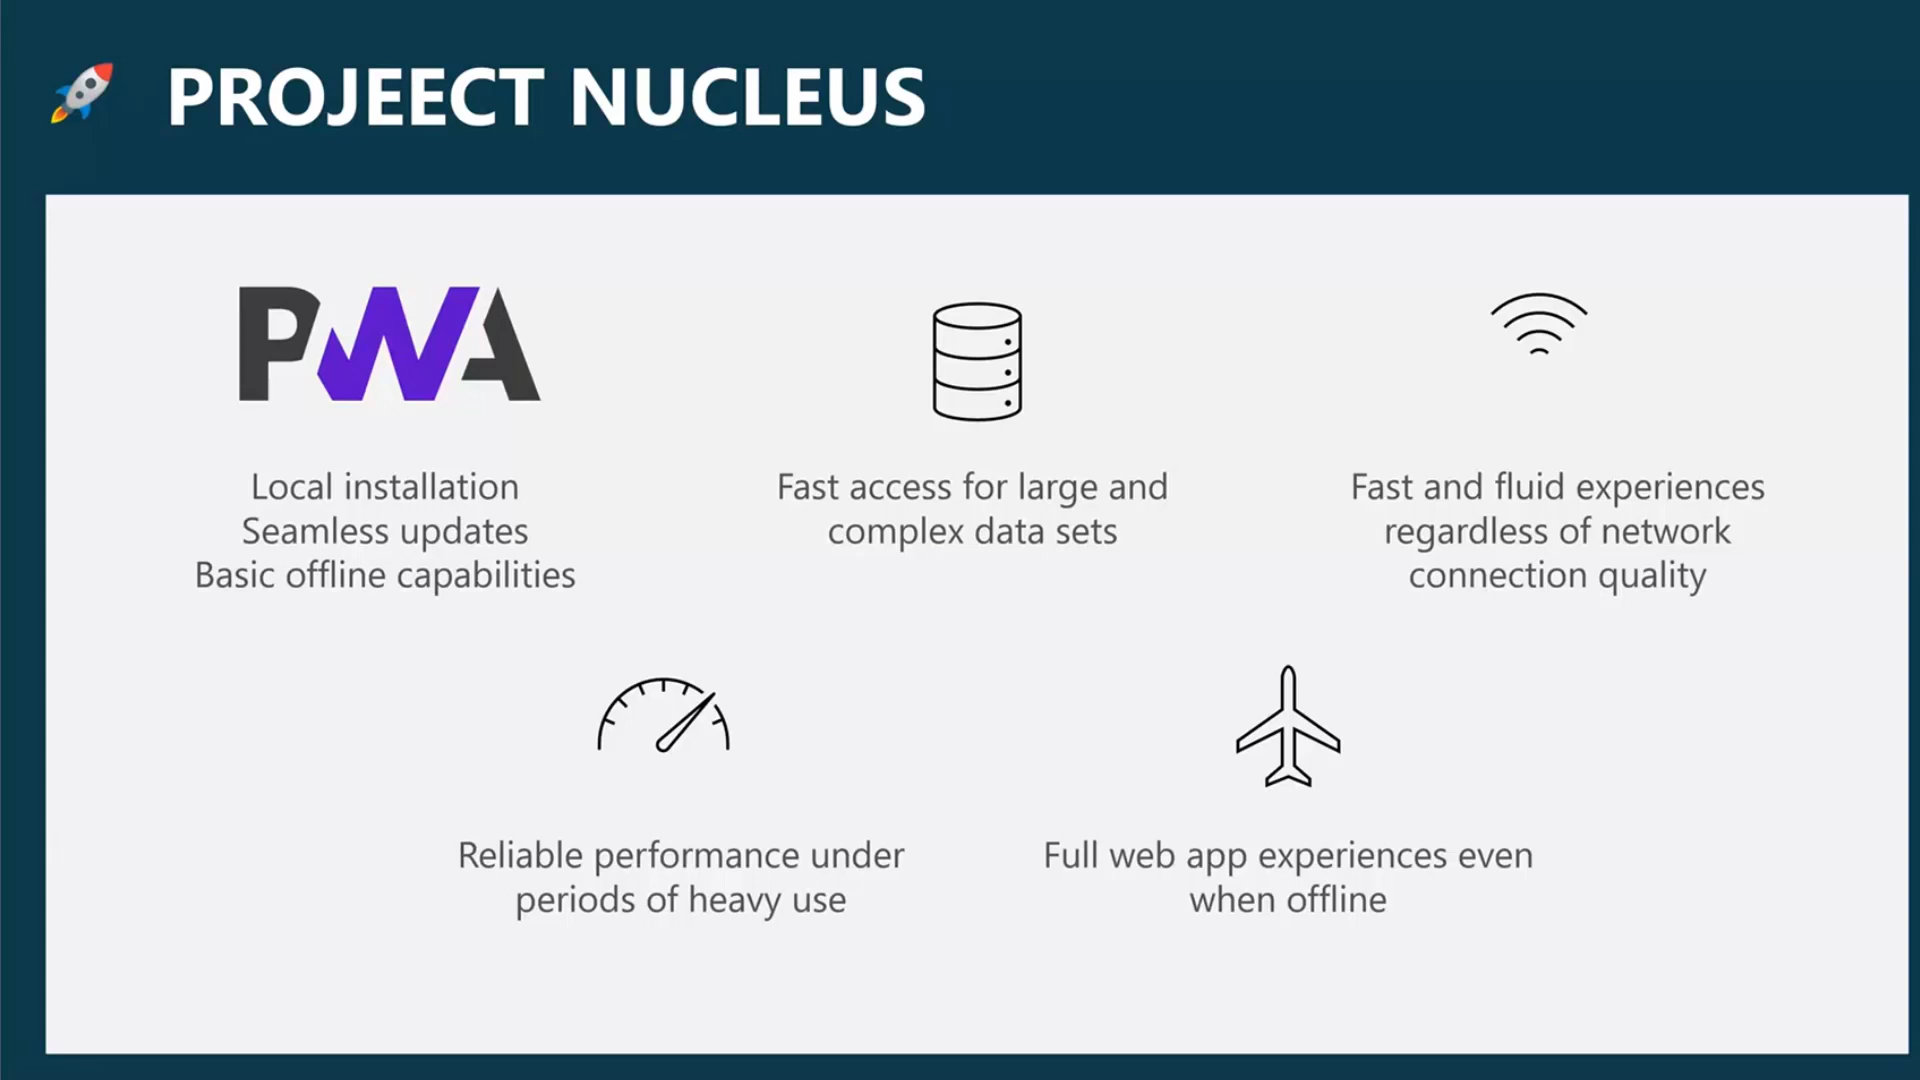 PROJEECT NUCLEUS
PWA
Local installation
Seamless updates
Basic offline capabilities
Fast access for large and
complex data sets
Fast and fluid experiences
regardless of network
connection quality
Reliable performance under
periods of heavy use
Full web app experiences even
when offline